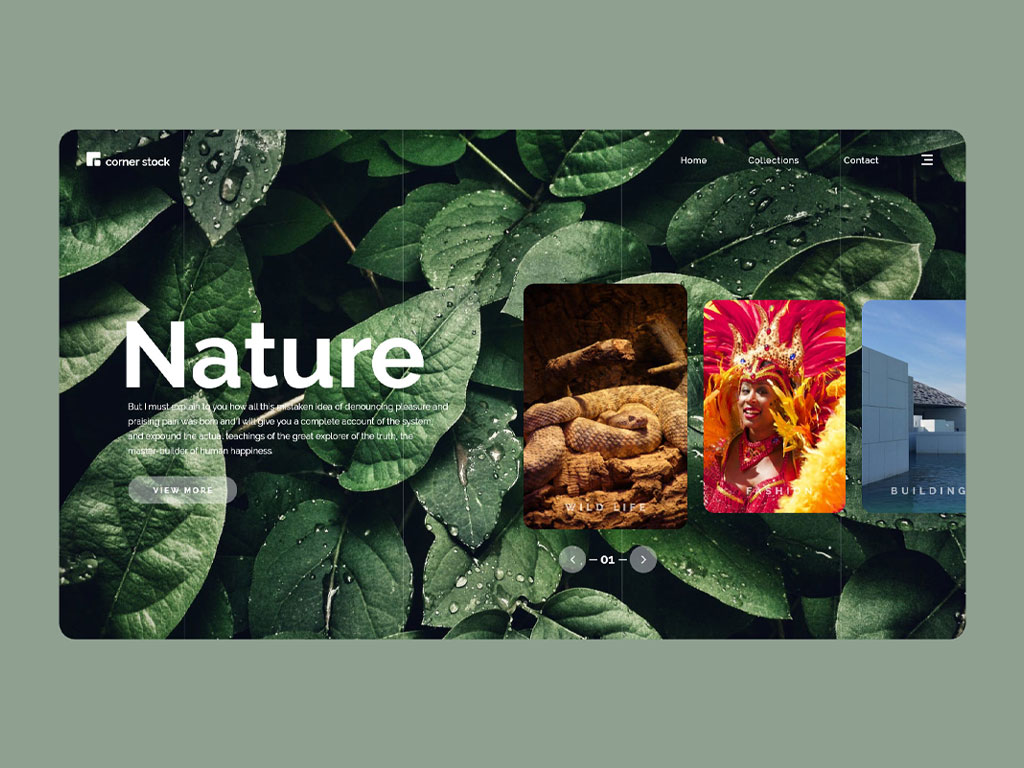 corner stock
Home
Collections
Contact
Nature
But I must explain to you how all this mistaken idea of denouncing pleasure and
praising pain was born and I will give you a complete account of the system,
and expound the actual teachings of the great explorer of the truth, the
master-builder of human happiness.
VIEW MORE
WILD LIFE
FASHION
BUILDING
01